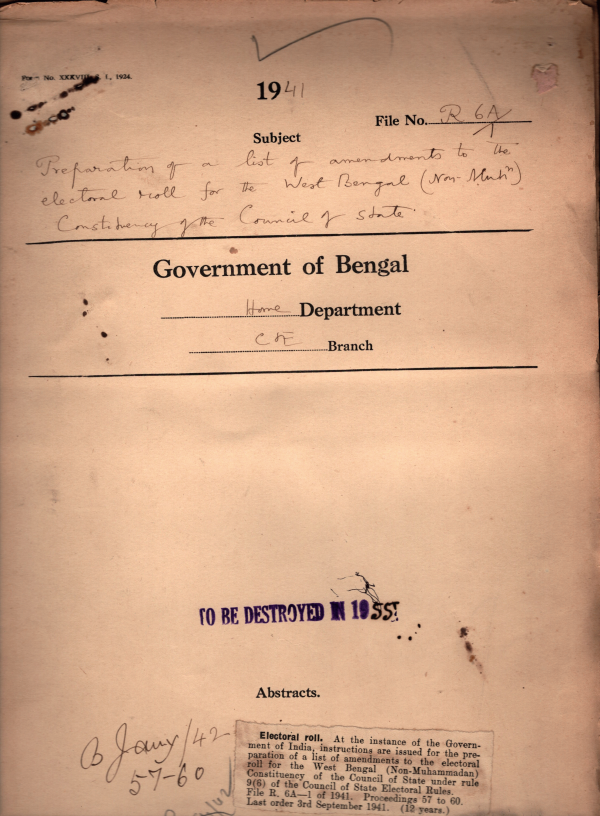 Form No. XXXVIII
1, 1934.
1941
File No. R 6A/1
Subject
Preparation of a list of amendments to the
electoral roll for the West Bengal (Non-Muhn)
Constituency of the Council of State.
Government of Bengal
Home Department
C & E Branch
TO BE DESTROYED IN 1955
Abstracts.
B Jany/42
57-60
Electoral roll. At the instance of the Govern-
ment of India, instructions are issued for the pre-
paration of a list of amendments to the electoral
roll for the West Bengal (Non-Muhammadan)
Constituency of the Council of State under rule
9(6) of the Council of State Electoral Rules.
File R. 6A—1 of 1941. Proceedings 57 to 60.
Last order 3rd September 1941. (12 years.)